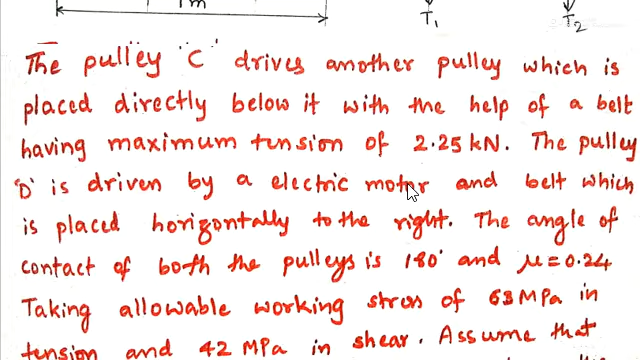 1m
T1
T2
The pulley "C" drives another pulley which is
placed directly below it with the help of a belt
having maximum tension of 2.25 kN. The pulley
'D' is driven by a electric motor and belt which
is placed horizontally to the right. The angle of
contact of both the pulleys is 180° and μ=0.24
Taking allowable working stress of 63 MPa in
tension and 42 MPa in shear. Assume that